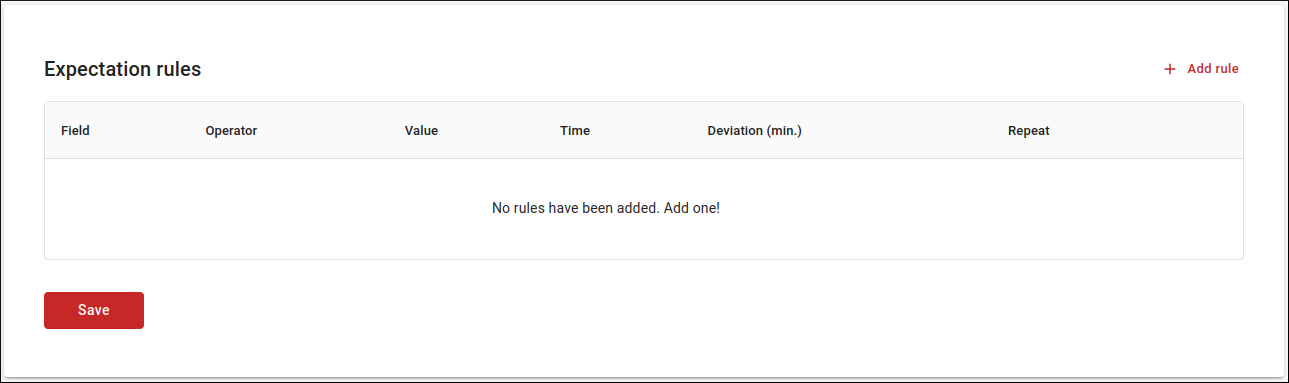 Expectation rules
+ Add rule
Field Operator Value Time Deviation (min.) Repeat
No rules have been added. Add one!
Save